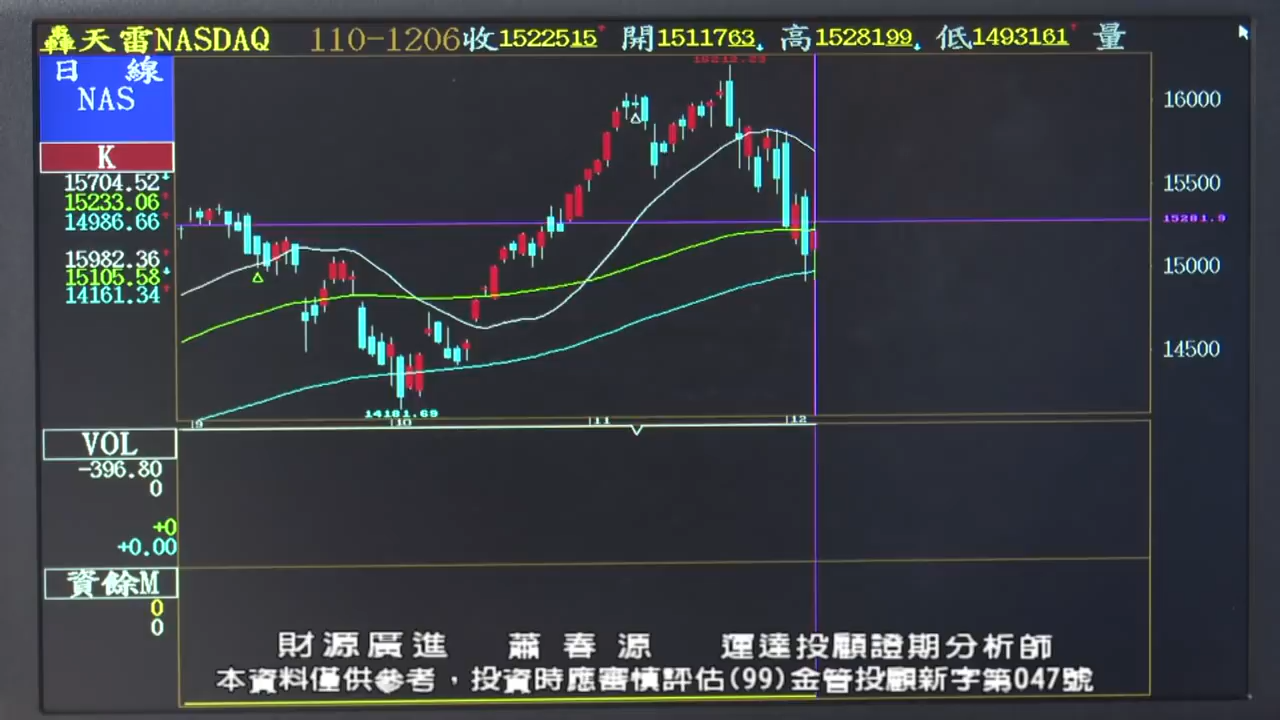 轟天雷NASDAQ 110-1206收1522515 開1511763 高1528199 低1493161 量
日 線
NAS
K
15704.52
15233.06
14986.66
15982.36
15105.58
14161.34
16000
15500
15281.9
15000
14500
14181.69
9 10 11 12
VOL
-396.80
0
+0
+0.00
資餘M
0
0
財源廣進 蕭春源 運達投顧證期分析師
本資料僅供參考，投資時應審慎評估(99)金管投顧新字第047號